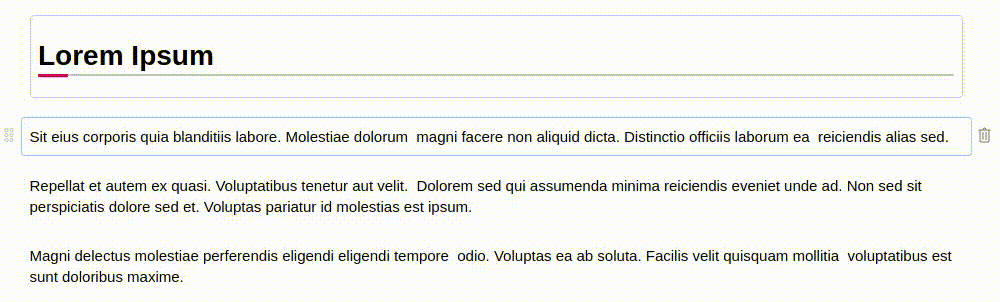 Lorem Ipsum
Sit eius corporis quia blanditiis labore. Molestiae dolorum  magni facere non aliquid dicta. Distinctio officiis laborum ea  reiciendis alias sed.
Repellat et autem ex quasi. Voluptatibus tenetur aut velit.  Dolorem sed qui assumenda minima reiciendis eveniet unde ad. Non sed sit
perspiciatis dolore sed et. Voluptas pariatur id molestias est ipsum.
Magni delectus molestiae perferendis eligendi eligendi tempore  odio. Voluptas ea ab soluta. Facilis velit quisquam mollitia  voluptatibus est
sunt doloribus maxime.